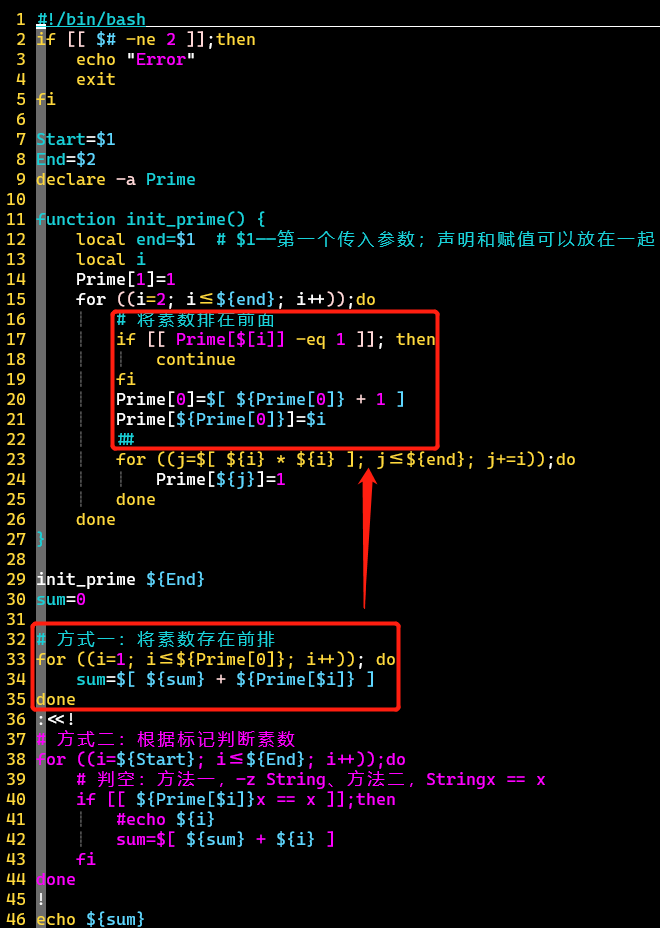 1 #!/bin/bash
2 if [[ $# -ne 2 ]];then
3     echo "Error"
4     exit
5 fi
6
7 Start=$1
8 End=$2
9 declare -a Prime
10
11 function init_prime() {
12     local end=$1  # $1——第一个传入参数；声明和赋值可以放在一起
13     local i
14     Prime[1]=1
15     for ((i=2; i≤${end}; i++));do
16         # 将素数排在前面
17         if [[ Prime[$[i]] -eq 1 ]]; then
18             continue
19         fi
20         Prime[0]=$[ ${Prime[0]} + 1 ]
21         Prime[${Prime[0]}]=$i
22         ##
23         for ((j=$[ ${i} * ${i} ]; j≤${end}; j+=i));do
24             Prime[${j}]=1
25         done
26     done
27 }
28
29 init_prime ${End}
30 sum=0
31
32 # 方式一：将素数存在前排
33 for ((i=1; i≤${Prime[0]}; i++)); do
34     sum=$[ ${sum} + ${Prime[$i]} ]
35 done
36 :<<!
37 # 方式二：根据标记判断素数
38 for ((i=${Start}; i≤${End}; i++));do
39     # 判空：方法一，-z String、方法二，Stringx == x
40     if [[ ${Prime[$i]}x == x ]];then
41         #echo ${i}
42         sum=$[ ${sum} + ${i} ]
43     fi
44 done
45 !
46 echo ${sum}